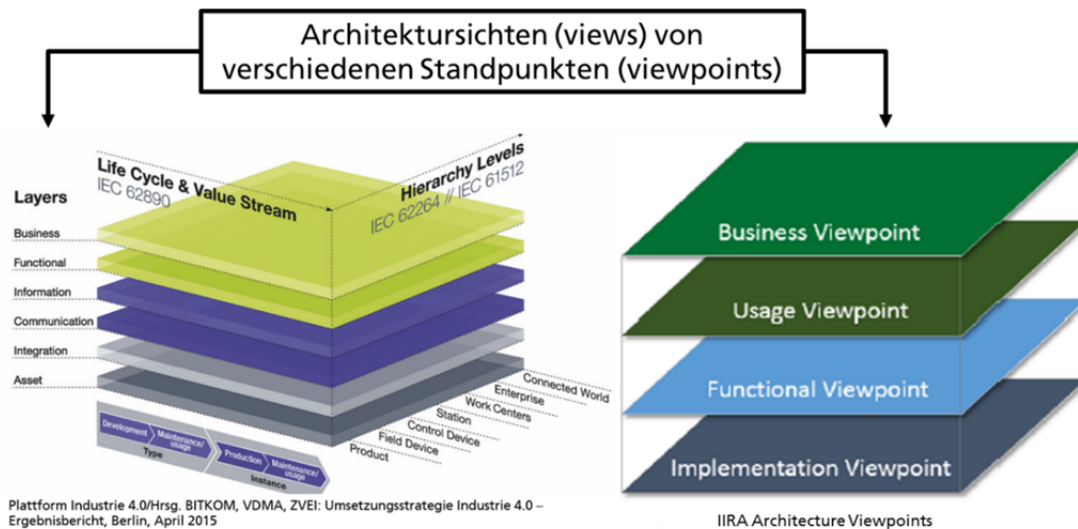 Architektursichten (views) von
verschiedenen Standpunkten (viewpoints)
Life Cycle & Value Stream
IEC 62890
Hierarchy Levels
IEC 62264 // IEC 61512
Layers
Business
Functional
Information
Communication
Integration
Asset
Connected World
Enterprise
Work Centers
Station
Control Device
Field Device
Product
Development
Maintenance/
usage
Production
Maintenance/
usage
Type
Instance
Plattform Industrie 4.0/Hrsg. BITKOM, VDMA, ZVEI: Umsetzungsstrategie Industrie 4.0 –
Ergebnisbericht, Berlin, April 2015
Business Viewpoint
Usage Viewpoint
Functional Viewpoint
Implementation Viewpoint
IIRA Architecture Viewpoints